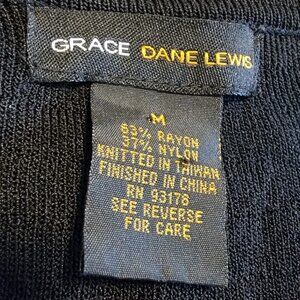 GRACE DANE LEWIS
M
63% RAYON
37% NYLON
KNITTED IN TAIWAN
FINISHED IN CHINA
RN 93178
SEE REVERSE
FOR CARE